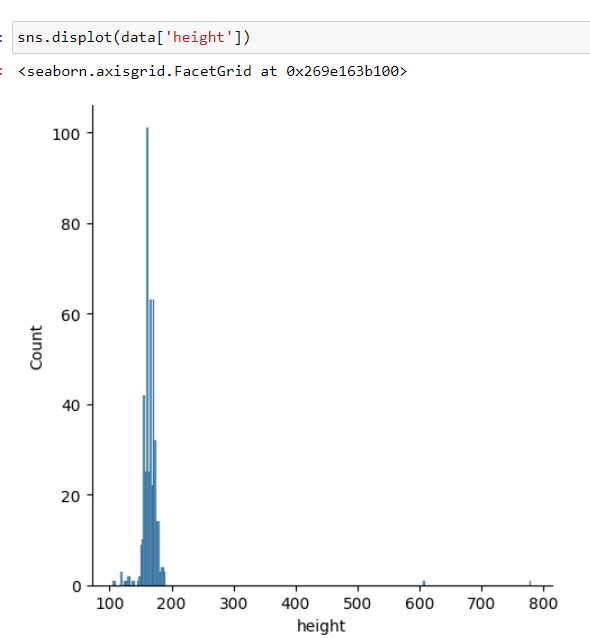 : sns.displot(data['height'])
: <seaborn.axisgrid.FacetGrid at 0x269e163b100>
100
80
60
40
20
0
Count
100 200 300 400 500 600 700 800
height